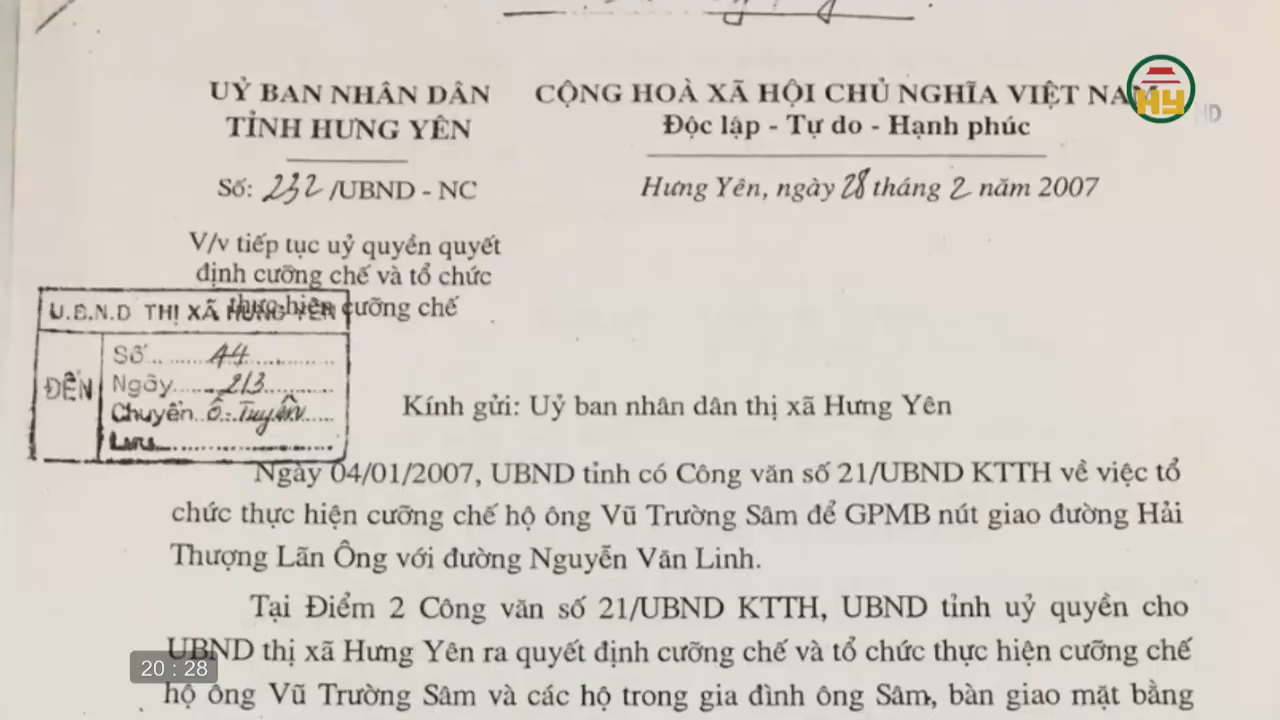 UỶ BAN NHÂN DÂN
TỈNH HƯNG YÊN
CỘNG HOÀ XÃ HỘI CHỦ NGHĨA VIỆT NAM
Độc lập - Tự do - Hạnh phúc
HY HD
Số: 232/UBND - NC
Hưng Yên, ngày 28 tháng 2 năm 2007
V/v tiếp tục uỷ quyền quyết
định cưỡng chế và tổ chức
thực hiện cưỡng chế
U.B.N.D THỊ XÃ HƯNG YÊN
ĐẾN
Số 44
Ngày 2/3
Chuyển
Kính gửi: Uỷ ban nhân dân thị xã Hưng Yên
Ngày 04/01/2007, UBND tỉnh có Công văn số 21/UBND KTTH về việc tổ
chức thực hiện cưỡng chế hộ ông Vũ Trường Sâm để GPMB nút giao đường Hải
Thượng Lãn Ông với đường Nguyễn Văn Linh.
Tại Điểm 2 Công văn số 21/UBND KTTH, UBND tỉnh uỷ quyền cho
UBND thị xã Hưng Yên ra quyết định cưỡng chế và tổ chức thực hiện cưỡng chế
hộ ông Vũ Trường Sâm và các hộ trong gia đình ông Sâm, bàn giao mặt bằng
20 : 28